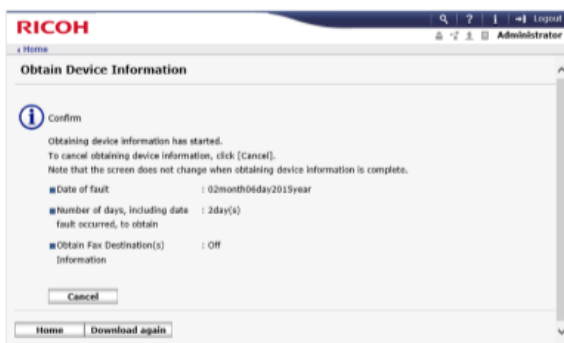 RICOH
? i Logout
Administrator
Home
Obtain Device Information
i Confirm
Obtaining device information has started.
To cancel obtaining device information, click [Cancel].
Note that the screen does not change when obtaining device information is complete.
Date of fault : 02month06day2015year
Number of days, including date : 2day(s)
fault occurred, to obtain
Obtain Fax Destination(s) : Off
Information
Cancel
Home Download again